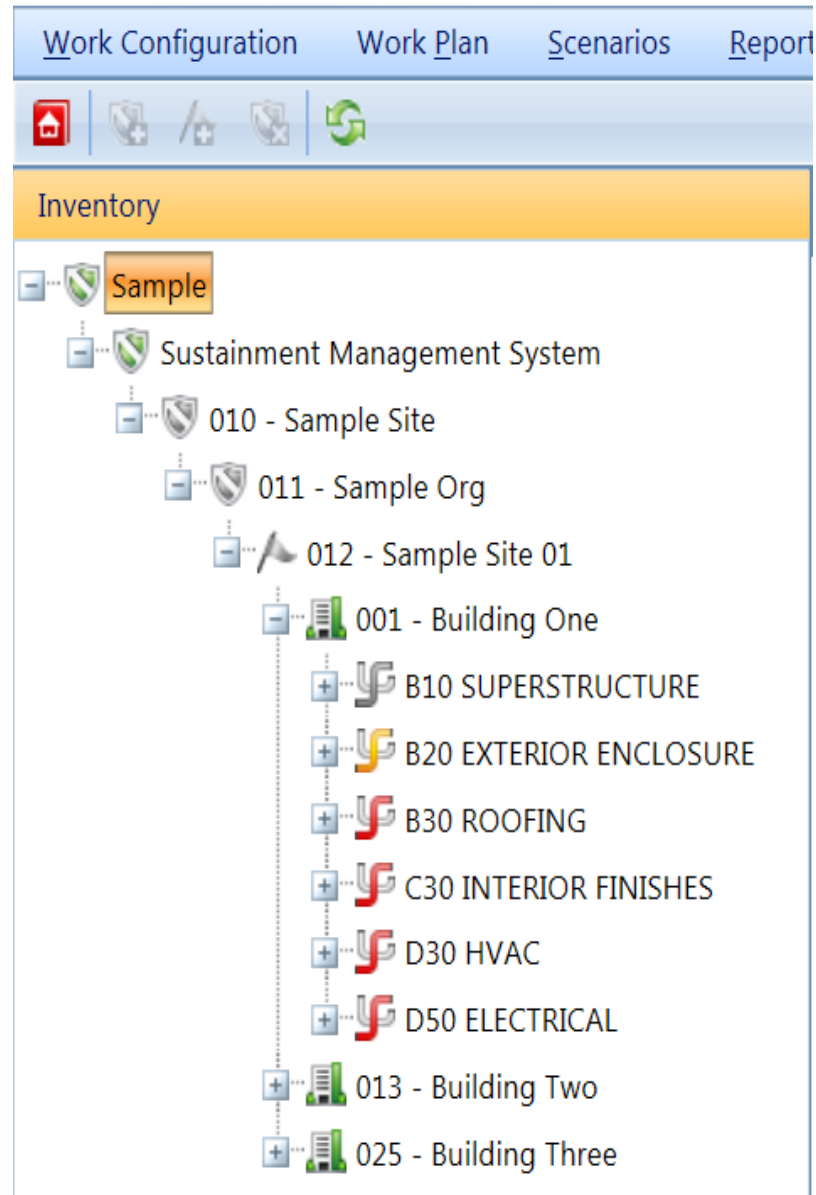 Work Configuration Work Plan Scenarios Report
Inventory
Sample
Sustainment Management System
010 - Sample Site
011 - Sample Org
012 - Sample Site 01
001 - Building One
B10 SUPERSTRUCTURE
B20 EXTERIOR ENCLOSURE
B30 ROOFING
C30 INTERIOR FINISHES
D30 HVAC
D50 ELECTRICAL
013 - Building Two
025 - Building Three